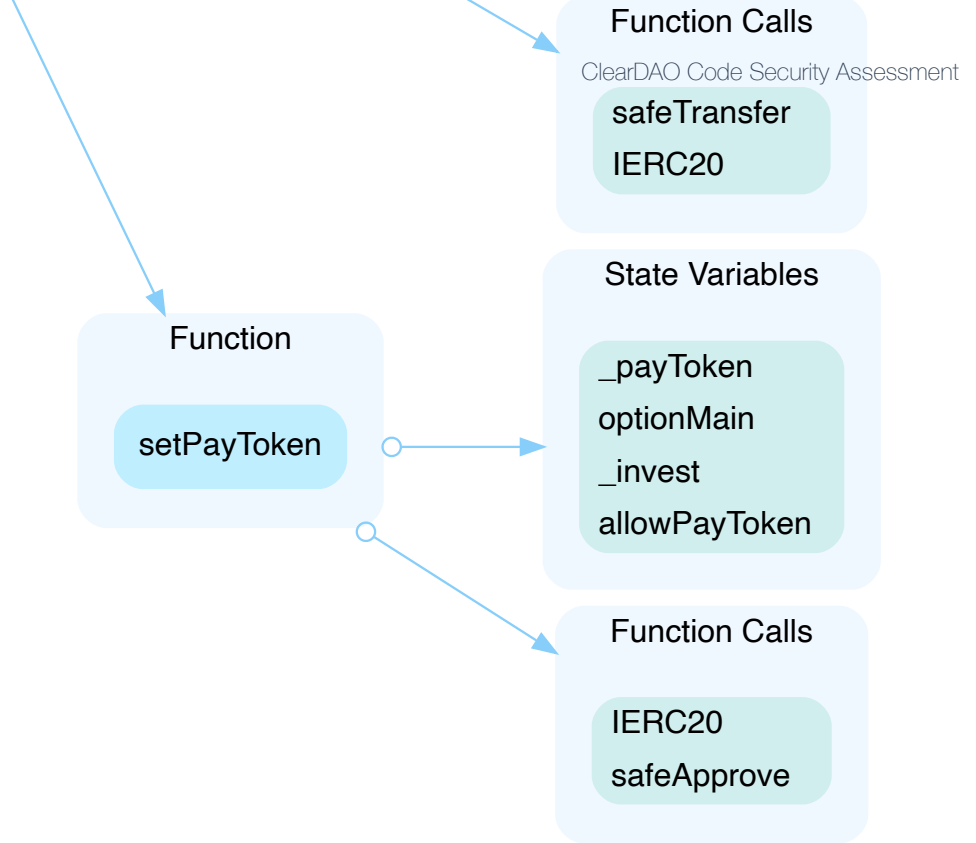 Function Calls
ClearDAO Code Security Assessment
safeTransfer
IERC20
State Variables
_payToken
optionMain
_invest
allowPayToken
Function
setPayToken
Function Calls
IERC20
safeApprove